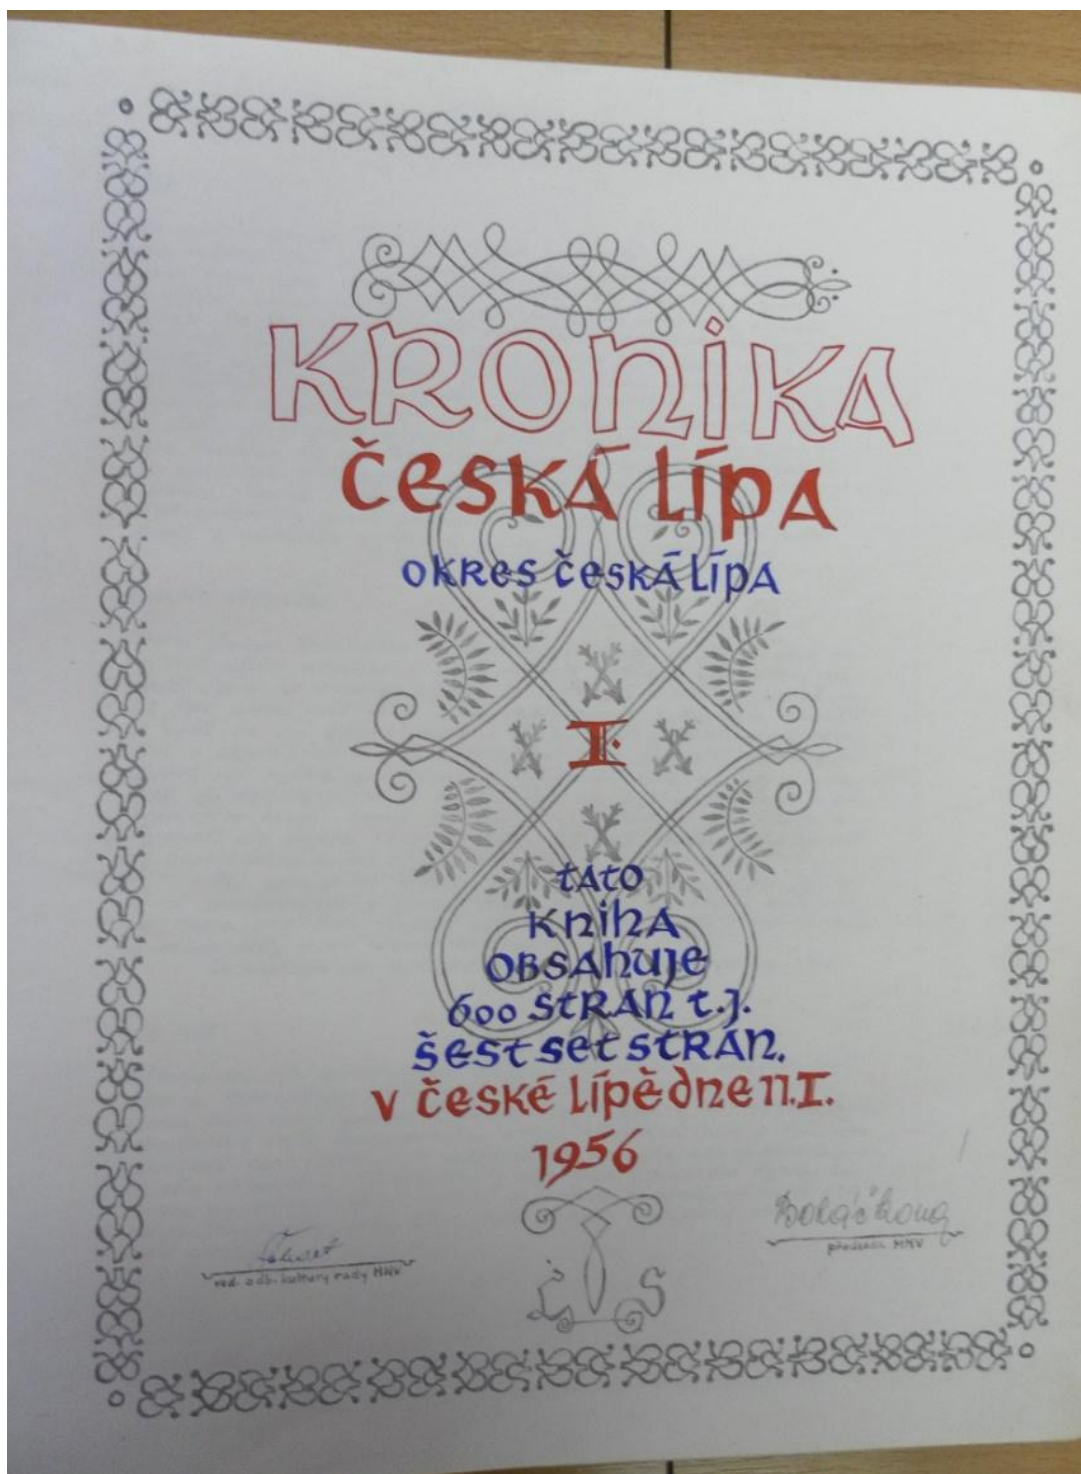 KRONIKA
ČESKÁ LÍPA
OKRES ČESKÁ LÍPA
I.
TATO
KNIHA
OBSAHUJE
600 STRAN T.J.
ŠEST SET STRAN.
V ČESKÉ LÍPĚ DNE 11.I.
1956
ved. odb. kultury rady MNV
předseda MNV